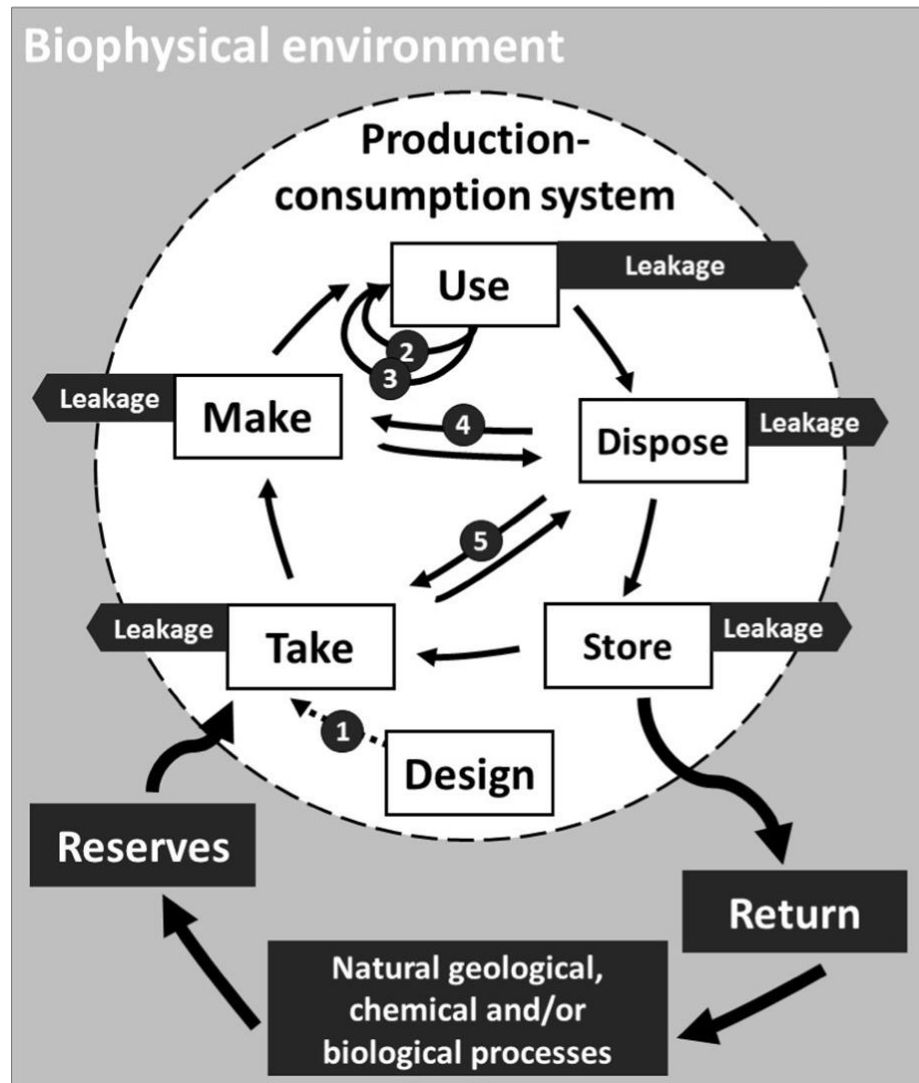 Biophysical environment
Production-
consumption system
Use
Leakage
2
3
Leakage
Make
4
Dispose
Leakage
5
Leakage
Take
Store
Leakage
1
Design
Reserves
Return
Natural geological,
chemical and/or
biological processes